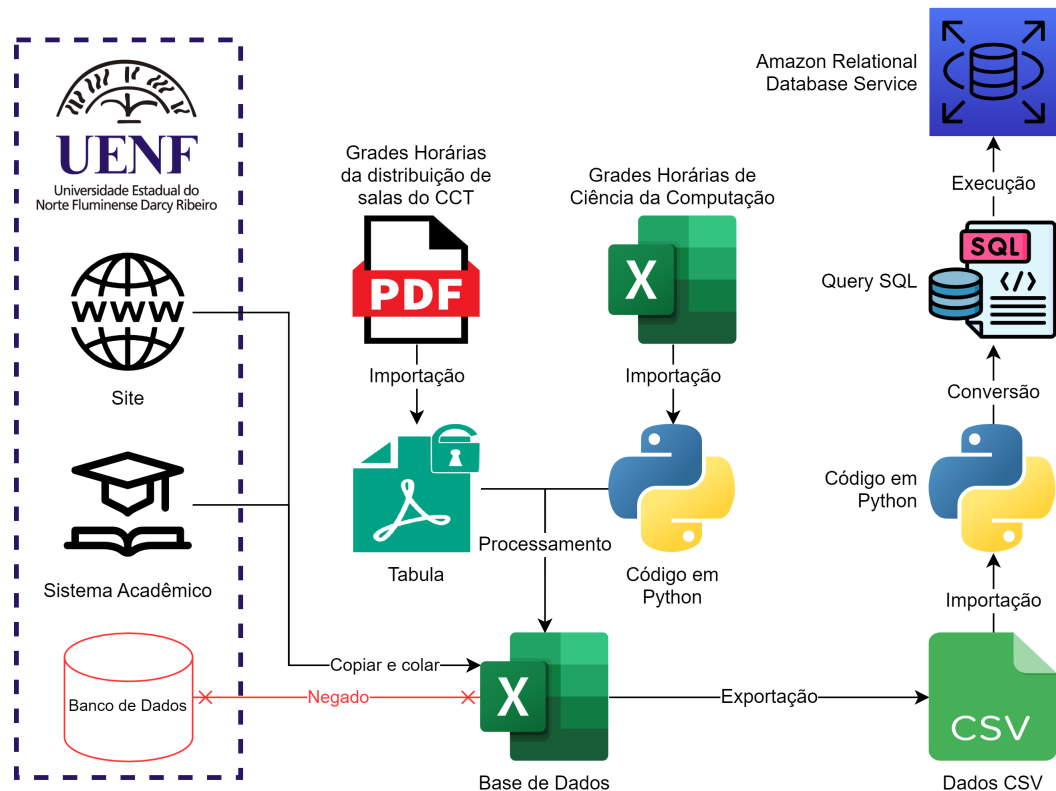 UENF
Universidade Estadual do
Norte Fluminense Darcy Ribeiro
WWW
Site
Sistema Acadêmico
Banco de Dados
Grades Horárias
da distribuição de
salas do CCT
PDF
Importação
Tabula
Grades Horárias de
Ciência da Computação
X
Importação
Código em
Python
Processamento
Copiar e colar
Negado
X
Base de Dados
Exportação
Amazon Relational
Database Service
Execução
SQL
</>
Query SQL
Conversão
Código em
Python
Importação
CSV
Dados CSV